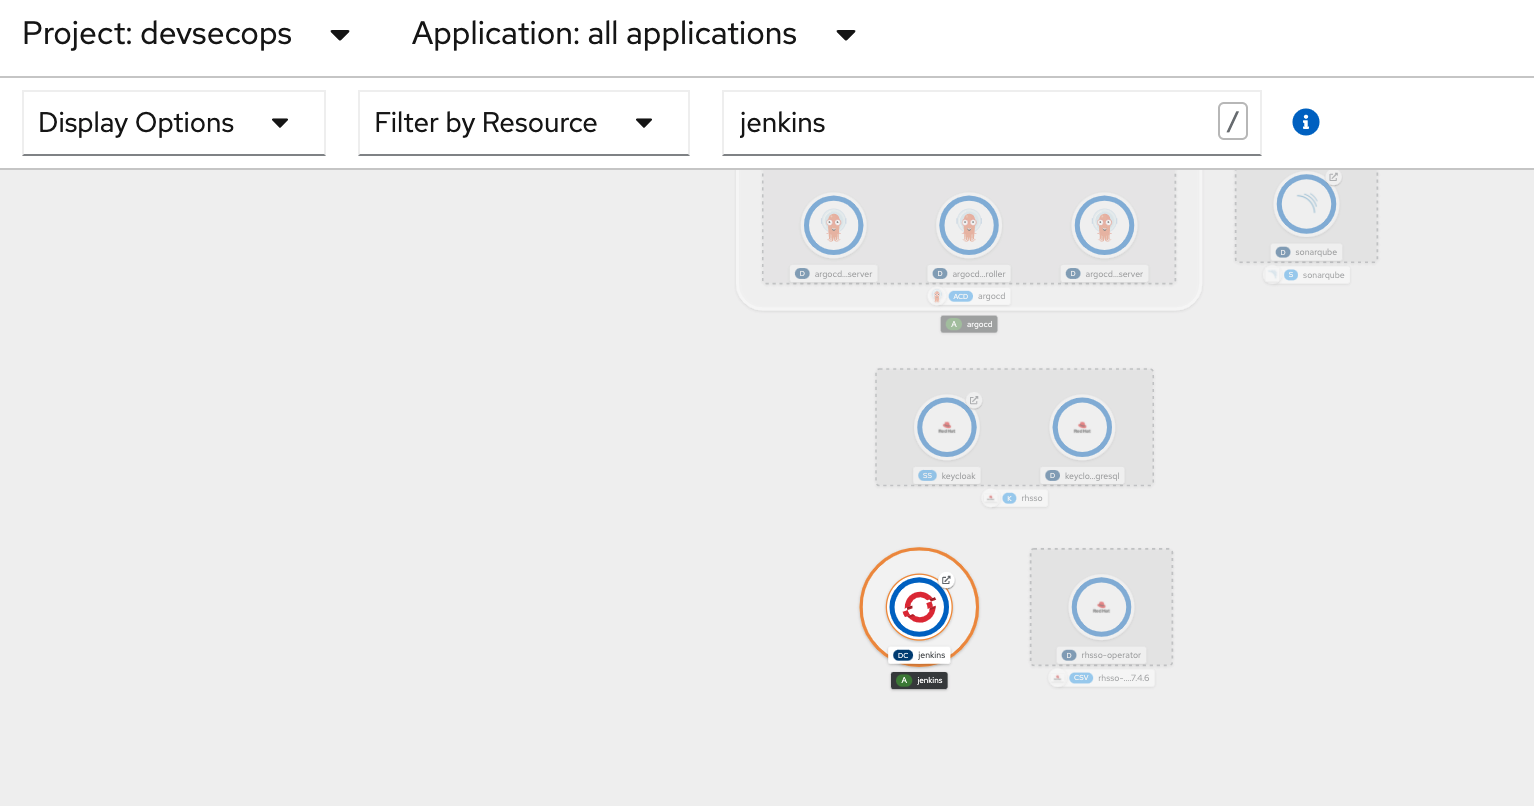 Project: devsecops Application: all applications
Display Options Filter by Resource jenkins /
D argocd...server D argocd...roller D argocd...server
D sonarqube
S sonarqube
ACD argocd
A argocd
SS keycloak D keyclo...gresql
K rhsso
DC jenkins D rhsso-operator
A jenkins CSV rhsso-....7.4.6